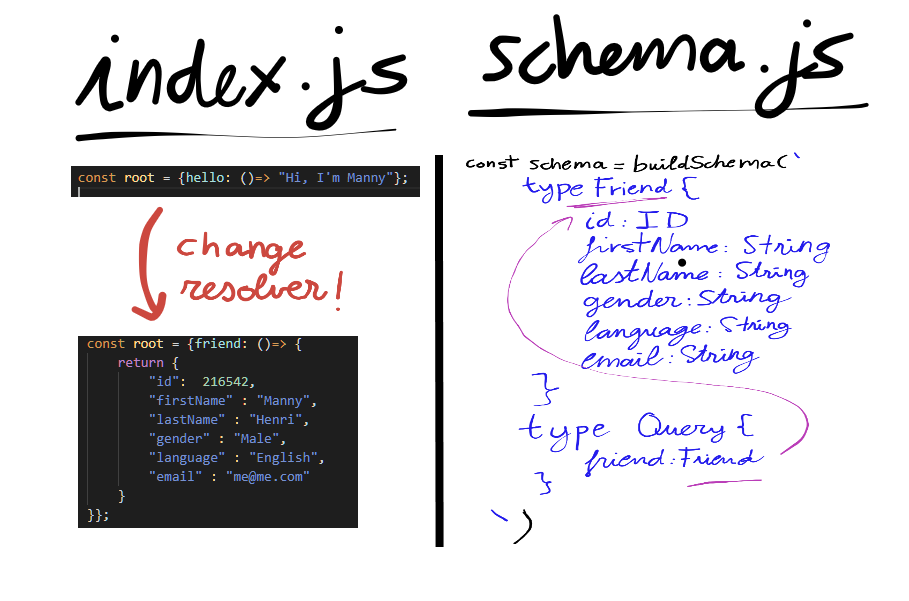 index.js
const root = {hello: ()=> "Hi, I'm Manny"};
change
resolver!
const root = {friend: ()=> {
return {
"id":  216542,
"firstName" : "Manny",
"lastName" : "Henri",
"gender" : "Male",
"language" : "English",
"email" : "me@me.com"
}
}};
schema.js
const schema = buildSchema(`
type Friend {
id : ID
firstName : String
lastName : String
gender : String
language : String
email : String
}
type Query {
friend : Friend
}
`)